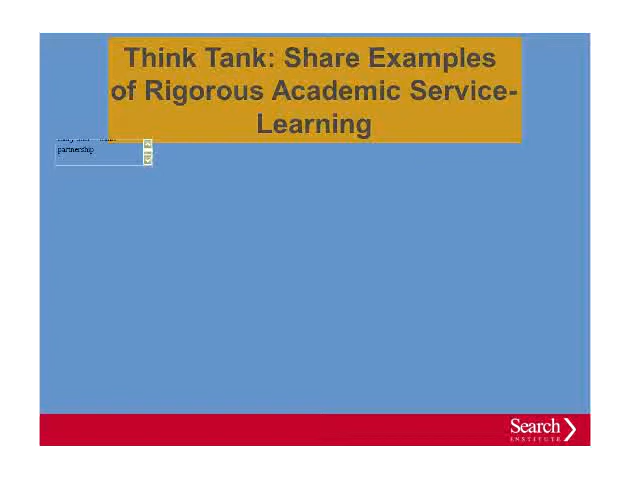 Think Tank: Share Examples
of Rigorous Academic Service-
Learning
partnership
Search
INSTITUTE